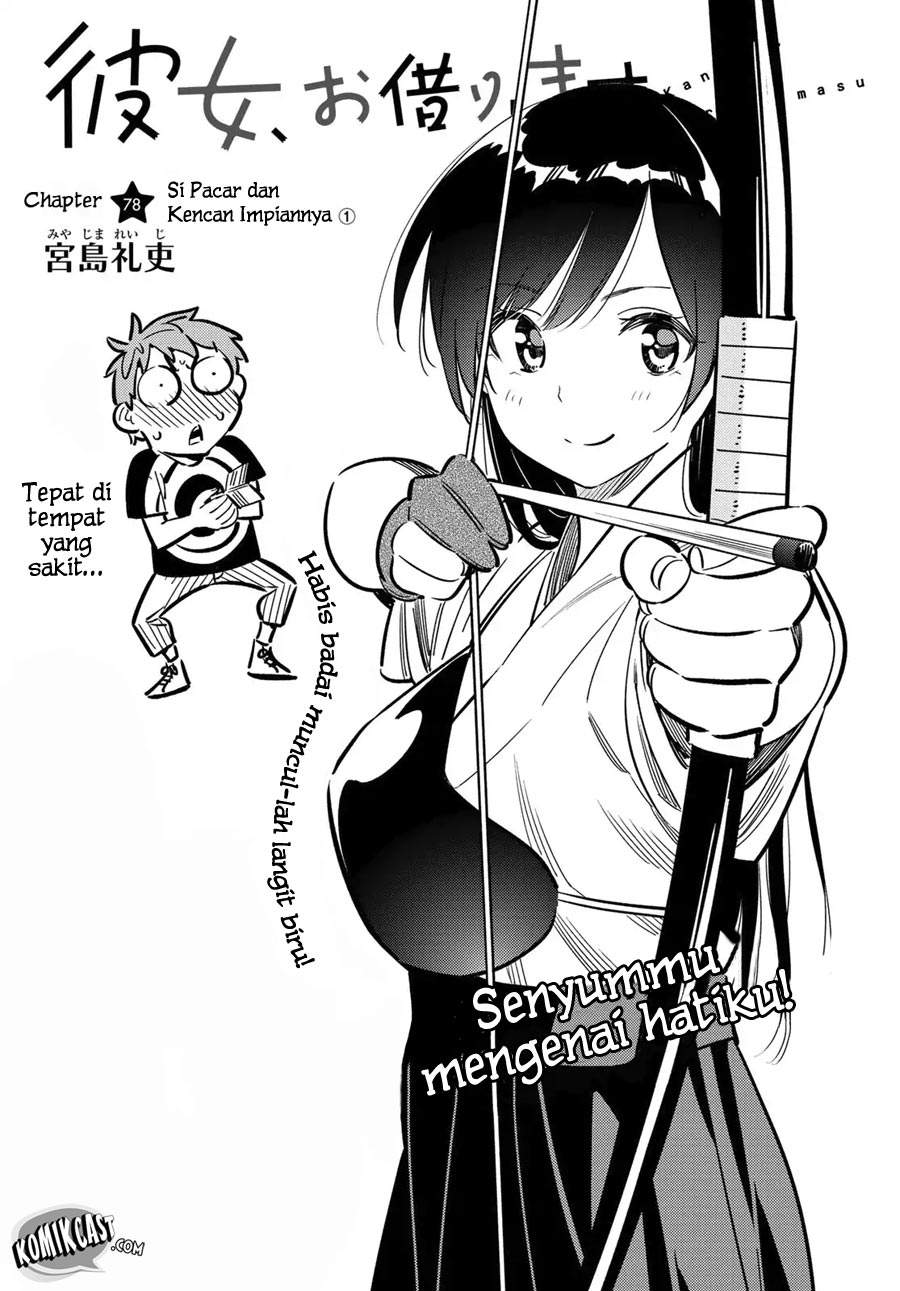 彼女、お借りします
kan
masu
Chapter 78
Si Pacar dan
Kencan Impiannya ①
みや じま れい じ
宮島礼吏
Tepat di
tempat
yang
sakit...
Habis badai muncul-lah langit biru!
Senyummu
mengenai hatiku!
KOMIKCAST.COM